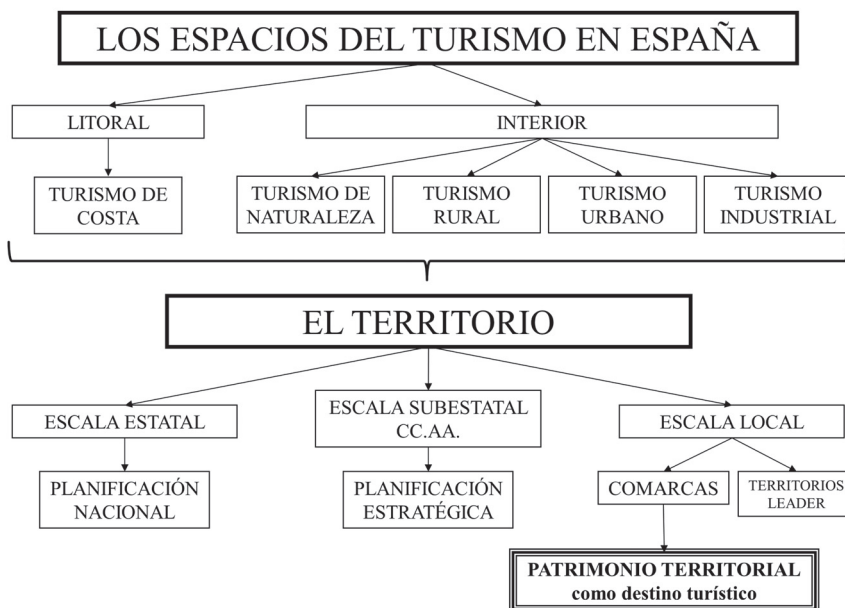 LOS ESPACIOS DEL TURISMO EN ESPAÑA
LITORAL
INTERIOR
TURISMO DE
COSTA
TURISMO DE
NATURALEZA
TURISMO
RURAL
TURISMO
URBANO
TURISMO
INDUSTRIAL
EL TERRITORIO
ESCALA ESTATAL
ESCALA SUBESTATAL
CC.AA.
ESCALA LOCAL
PLANIFICACIÓN
NACIONAL
PLANIFICACIÓN
ESTRATÉGICA
COMARCAS
TERRITORIOS
LEADER
PATRIMONIO TERRITORIAL
como destino turístico